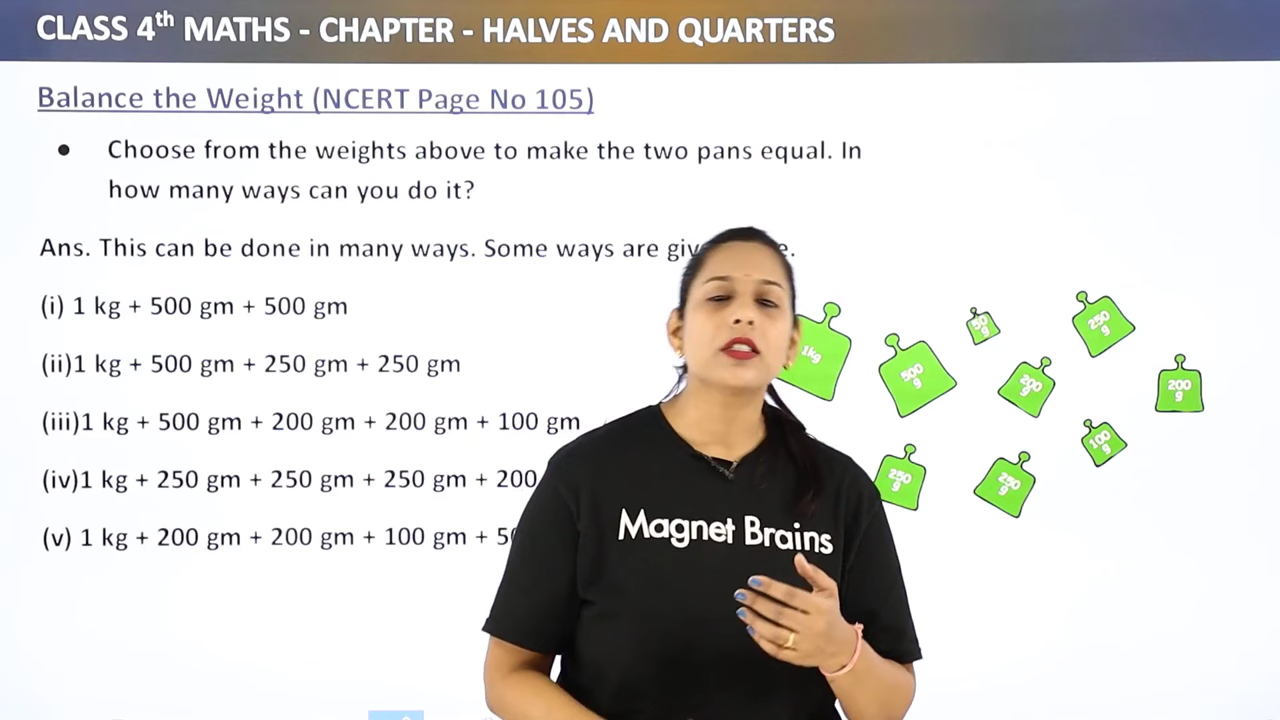 CLASS 4th MATHS - CHAPTER - HALVES AND QUARTERS
Balance the Weight (NCERT Page No 105)
● Choose from the weights above to make the two pans equal. In
how many ways can you do it?
Ans. This can be done in many ways. Some ways are
(i) 1 kg + 500 gm + 500 gm
(ii)1 kg + 500 gm + 250 gm + 250 gm
(iii)1 kg + 500 gm + 200 gm + 200 gm + 100 gm
(iv)1 kg + 250 gm + 250 gm + 250 gm + 200
(v) 1 kg + 200 gm + 200 gm + 100 gm +
1kg
500
g
50
g
250
g
200
g
200
g
100
g
250
g
250
g
Magnet Brains